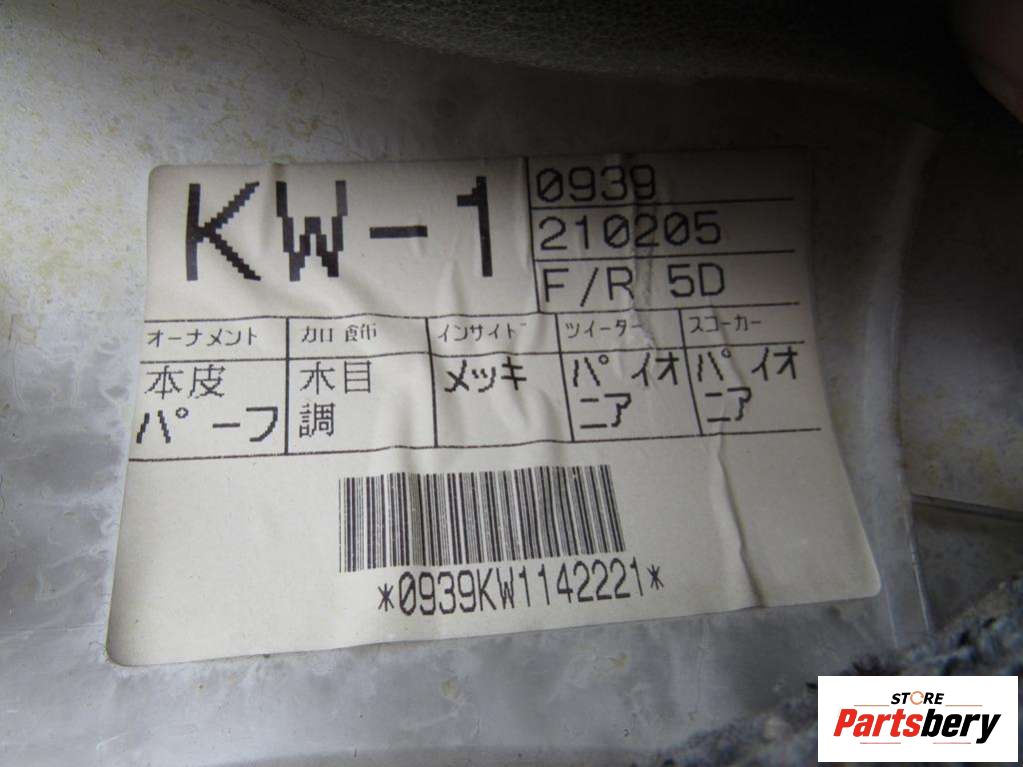 KW-1
0939
210205
F/R 5D
オーナメント 加飾 インサイド ツイーター スコーカー
本皮 木目 メッキ パイオ パイオ
パーフ 調 ニア ニア
*0939KW1142221*
STORE
Partsbery